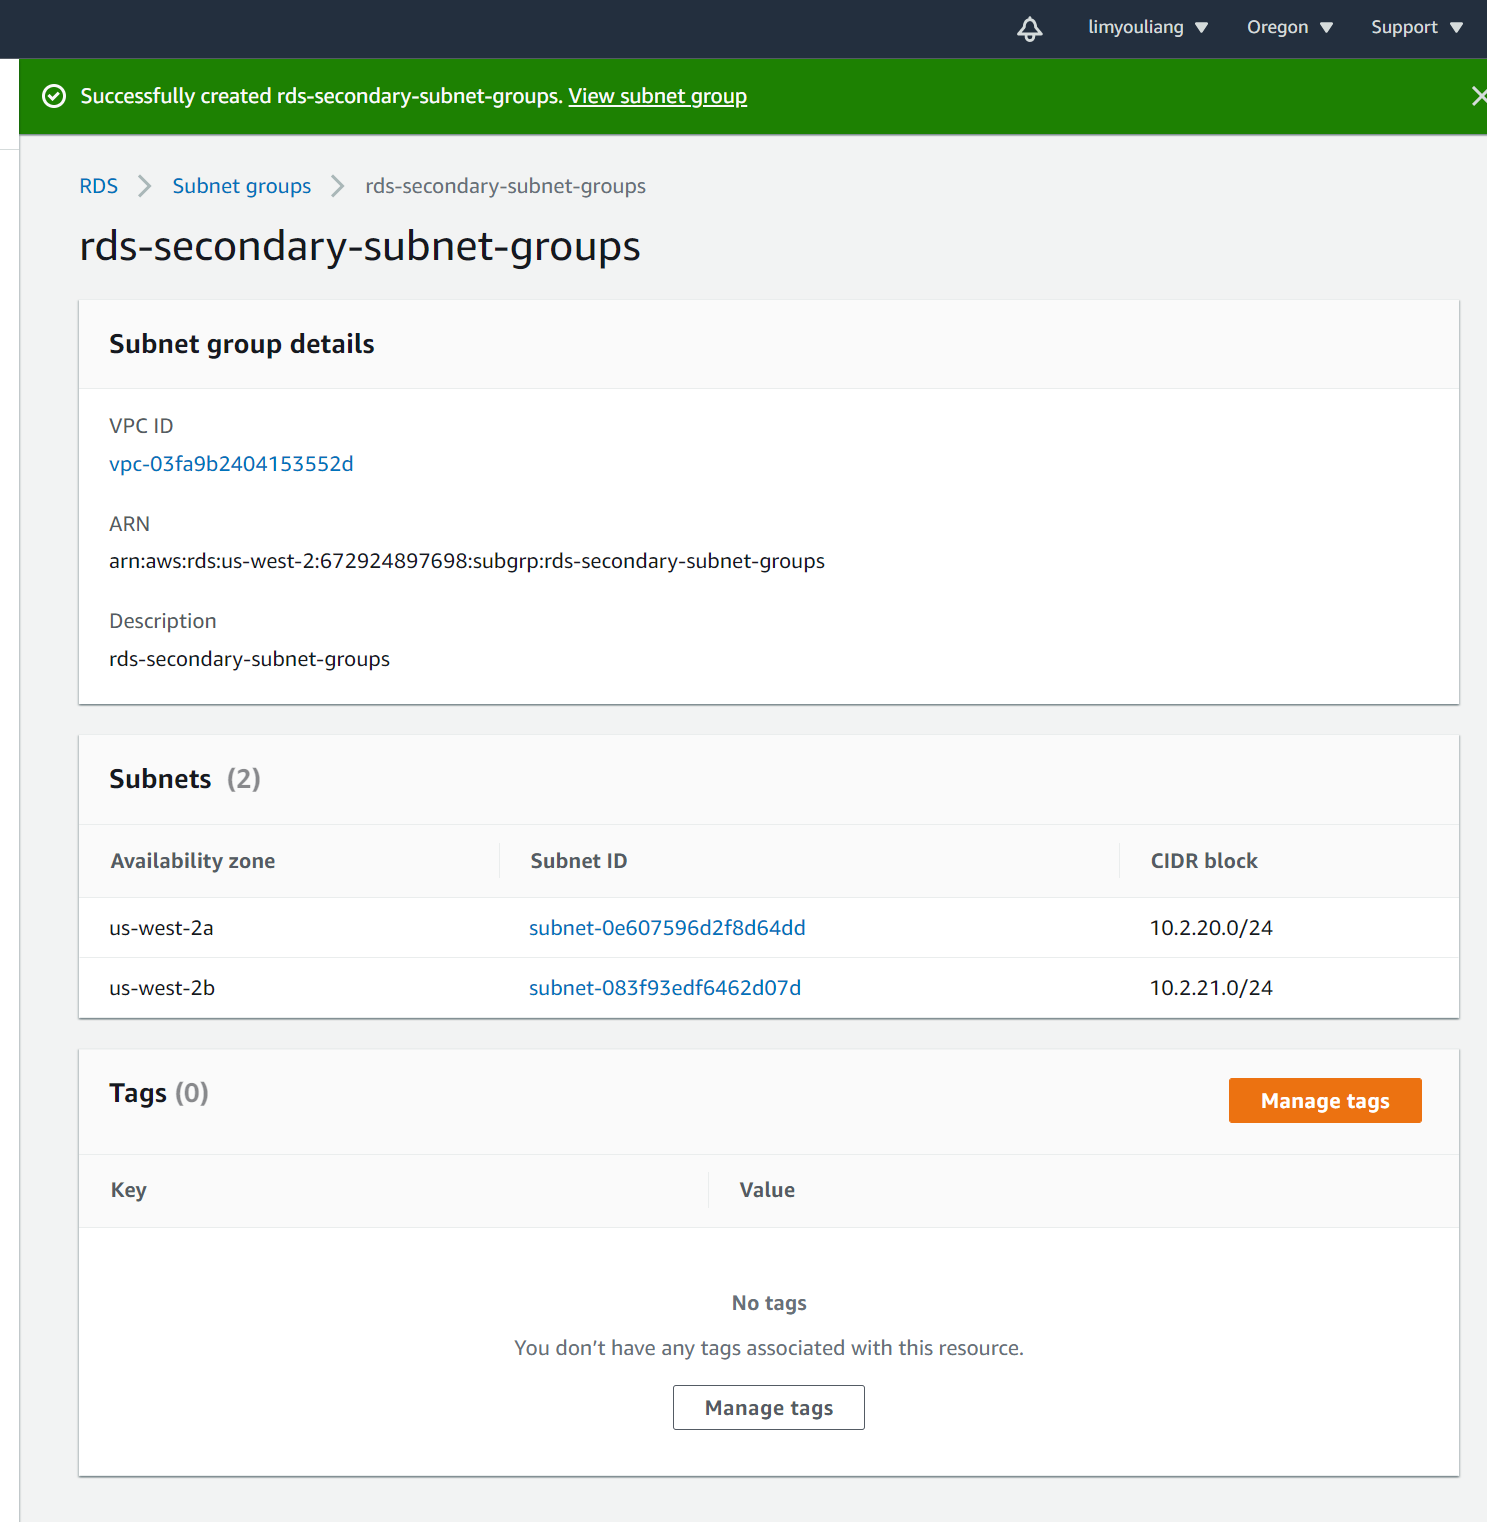 limyouliang Oregon Support
Successfully created rds-secondary-subnet-groups. View subnet group
RDS Subnet groups rds-secondary-subnet-groups
rds-secondary-subnet-groups
Subnet group details
VPC ID
vpc-03fa9b2404153552d
ARN
arn:aws:rds:us-west-2:672924897698:subgrp:rds-secondary-subnet-groups
Description
rds-secondary-subnet-groups
Subnets (2)
Availability zone Subnet ID CIDR block
us-west-2a subnet-0e607596d2f8d64dd 10.2.20.0/24
us-west-2b subnet-083f93edf6462d07d 10.2.21.0/24
Tags (0) Manage tags
Key Value
No tags
You don’t have any tags associated with this resource.
Manage tags